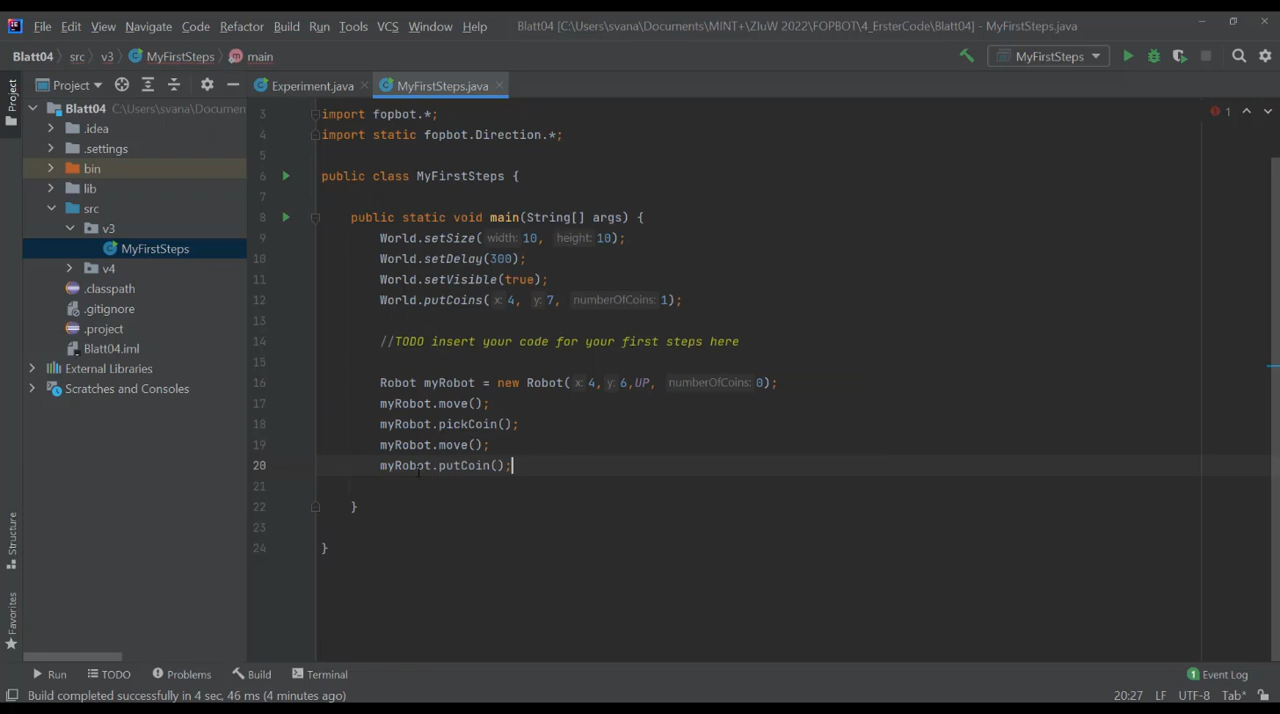 File Edit View Navigate Code Refactor Build Run Tools VCS Window Help Blatt04 [C:\Users\svana\Documents\MINT+\ZIuW 2022\FOPBOT\4_ErsterCode\Blatt04] - MyFirstSteps.java
Blatt04 src v3 MyFirstSteps main MyFirstSteps
Project Project Experiment.java MyFirstSteps.java
Blatt04 C:\Users\svana\Documen
.idea
.settings
bin
lib
src
v3
MyFirstSteps
v4
.classpath
.gitignore
.project
Blatt04.iml
External Libraries
Scratches and Consoles
1
3 import fopbot.*;
4 import static fopbot.Direction.*;
5
6 public class MyFirstSteps {
7
8 public static void main(String[] args) {
9 World.setSize( width: 10, height: 10);
10 World.setDelay(300);
11 World.setVisible(true);
12 World.putCoins( x: 4, y: 7, numberOfCoins: 1);
13
14 //TODO insert your code for your first steps here
15
16 Robot myRobot = new Robot( x: 4, y: 6,UP, numberOfCoins: 0);
17 myRobot.move();
18 myRobot.pickCoin();
19 myRobot.move();
20 myRobot.putCoin();
21
22 }
23
24 }
Structure
Favorites
Run TODO Problems Build Terminal 1 Event Log
Build completed successfully in 4 sec, 46 ms (4 minutes ago) 20:27 LF UTF-8 Tab*